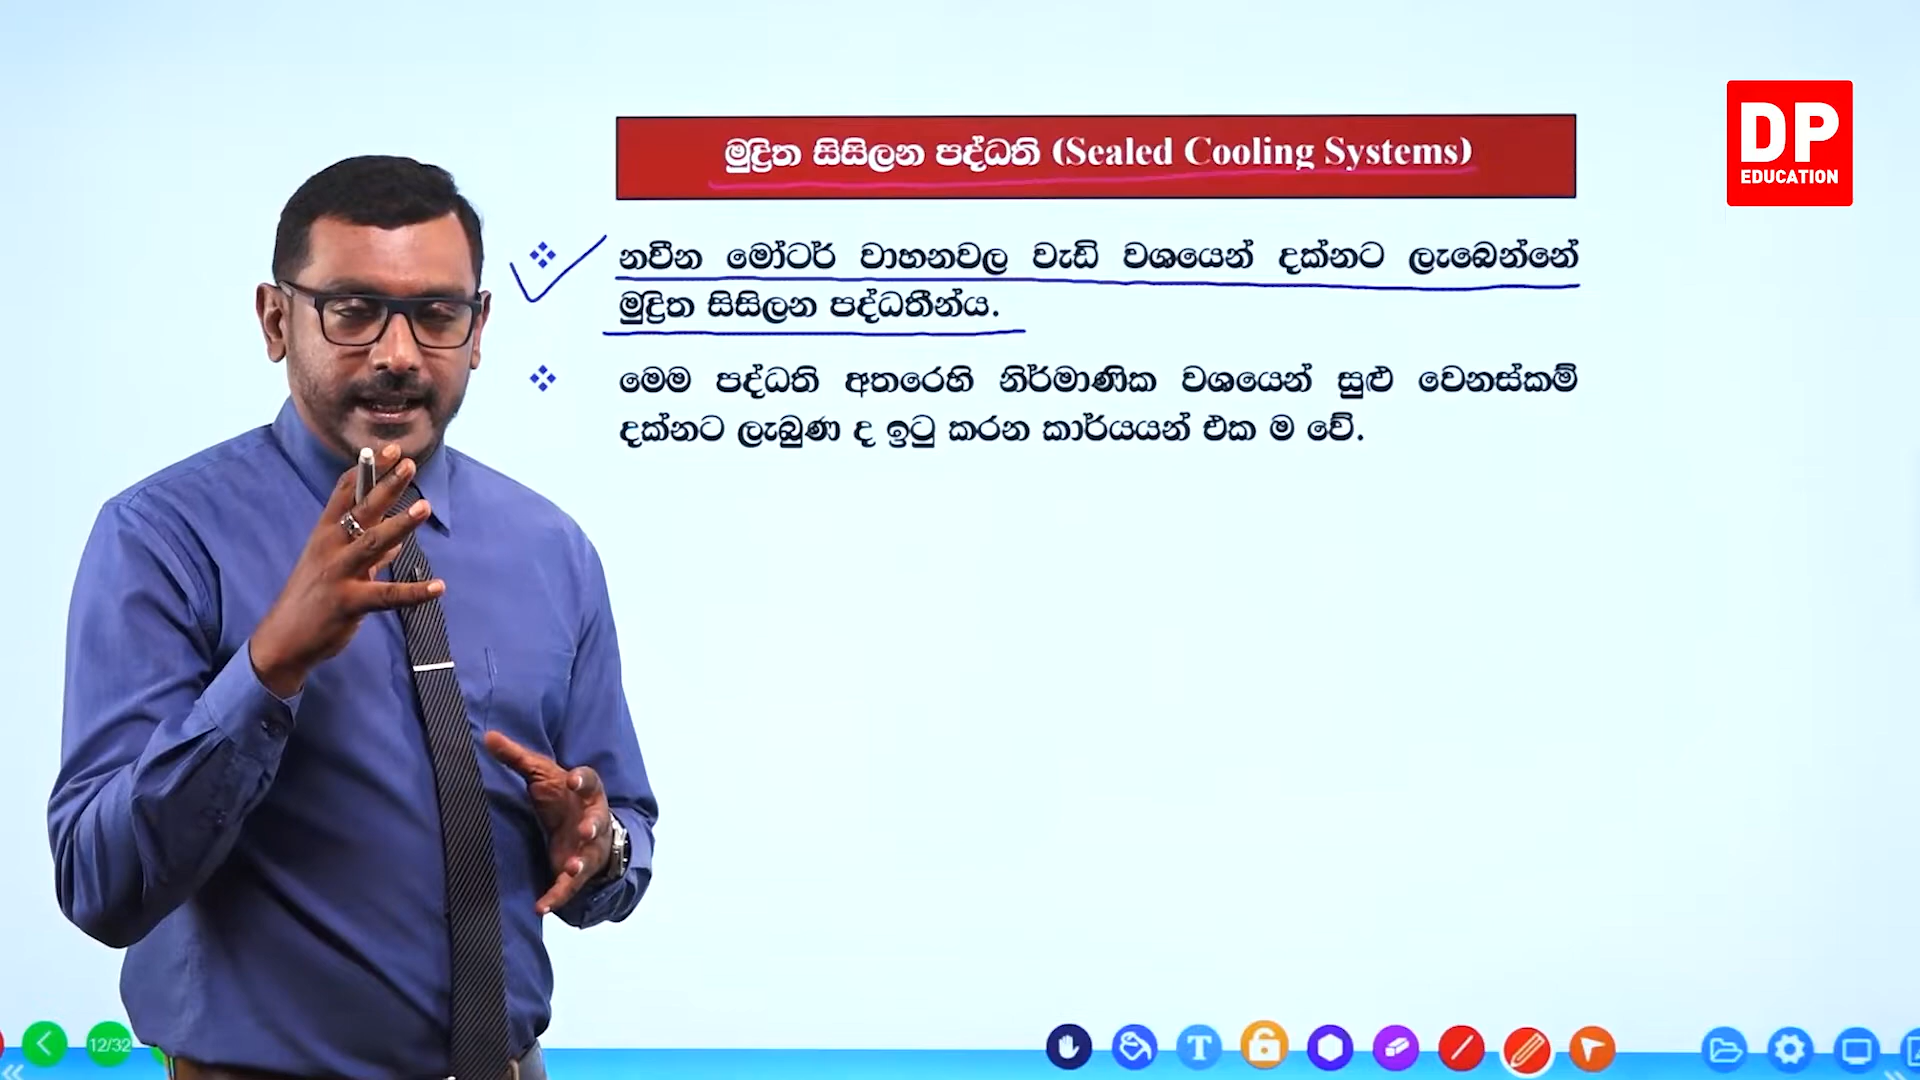 මුද්‍රිත සිසිලන පද්ධති (Sealed Cooling Systems)
DP
EDUCATION
නවීන මෝටර් වාහනවල වැඩි වශයෙන් දක්නට ලැබෙන්නේ
මුද්‍රිත සිසිලන පද්ධතීන්ය.
මෙම පද්ධති අතරෙහි නිර්මාණික වශයෙන් සුළු වෙනස්කම්
දක්නට ලැබුණ ද ඉටු කරන කාර්යයන් එක ම වේ.
12/32
T